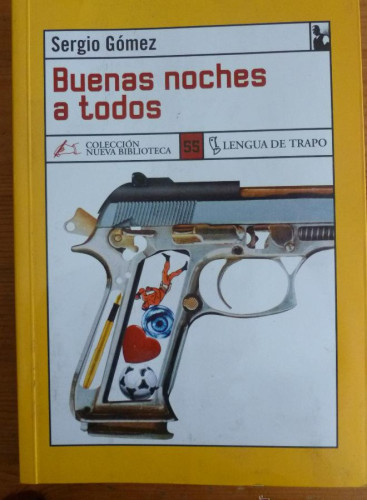 Sergio Gómez
Buenas noches
a todos
COLECCIÓN
NUEVA BIBLIOTECA
55
LENGUA DE TRAPO